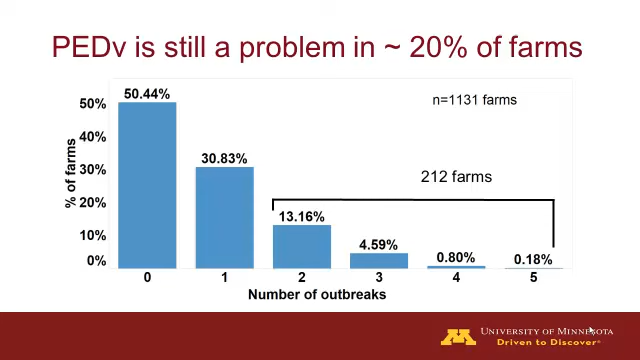 PEDv is still a problem in ~ 20% of farms
n=1131 farms
212 farms
% of farms
50%
40%
30%
20%
10%
0%
50.44%
30.83%
13.16%
4.59%
0.80%
0.18%
0 1 2 3 4 5
Number of outbreaks
M
UNIVERSITY OF MINNESOTA
Driven to Discover®